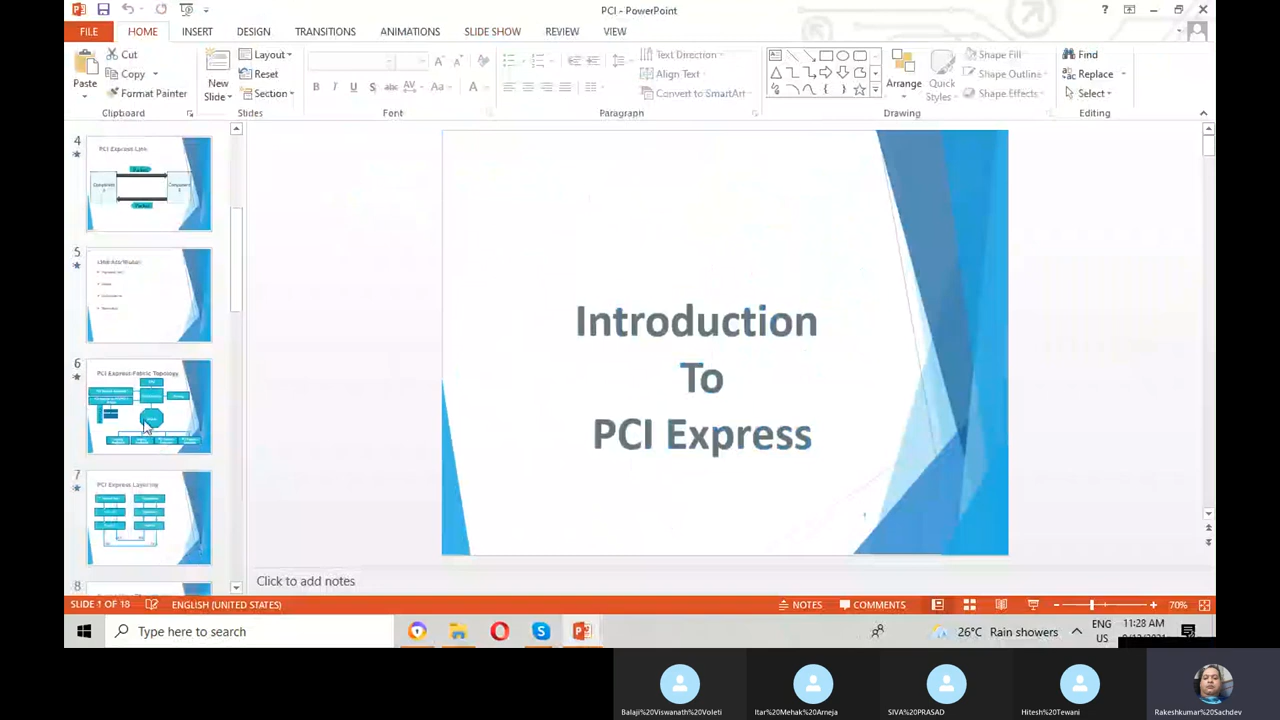 PCI - PowerPoint
FILE
HOME
INSERT
DESIGN
TRANSITIONS
ANIMATIONS
SLIDE SHOW
REVIEW
VIEW
Paste
Cut
Copy
Format Painter
Clipboard
New
Slide
Layout
Reset
Section
Slides
Font
Text Direction
Align Text
Convert to SmartArt
Paragraph
Arrange
Quick
Styles
Shape Fill
Shape Outline
Shape Effects
Drawing
Find
Replace
Select
Editing
4
PCI Express Link
5
6
PCI Express Fabric Topology
7
PCI Express Layering
8
Introduction
To
PCI Express
Click to add notes
SLIDE 1 OF 18
ENGLISH (UNITED STATES)
NOTES
COMMENTS
70%
Type here to search
26°C Rain showers
ENG
US
11:28 AM
Balaji%20Viswanath%20Voleti
Itar%20Mehak%20Arneja
SIVA%20PRASAD
Hitesh%20Tewani
Rakeshkumar%20Sachdev